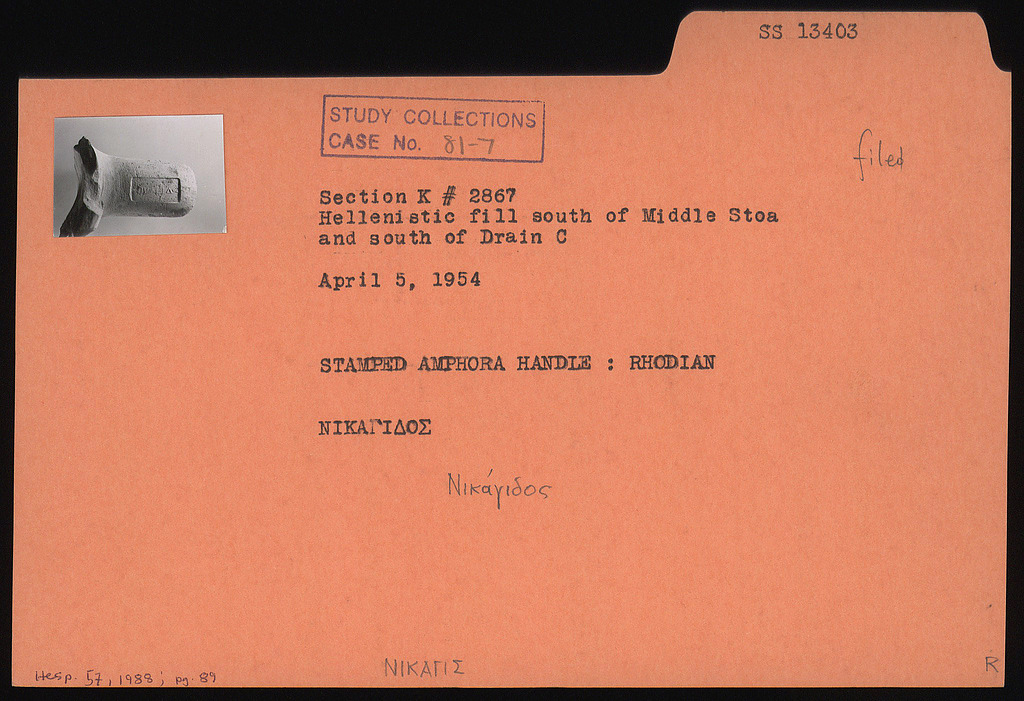 SS 13403
STUDY COLLECTIONS
CASE No. 81-7
filed
Section K # 2867
Hellenistic fill south of Middle Stoa
and south of Drain C
April 5, 1954
STAMPED AMPHORA HANDLE : RHODIAN
ΝΙΚΑΓΙΔΟΣ
Νικάγιδος
Hesp. 57, 1988; pg. 89
ΝΙΚΑΓΙΣ
R